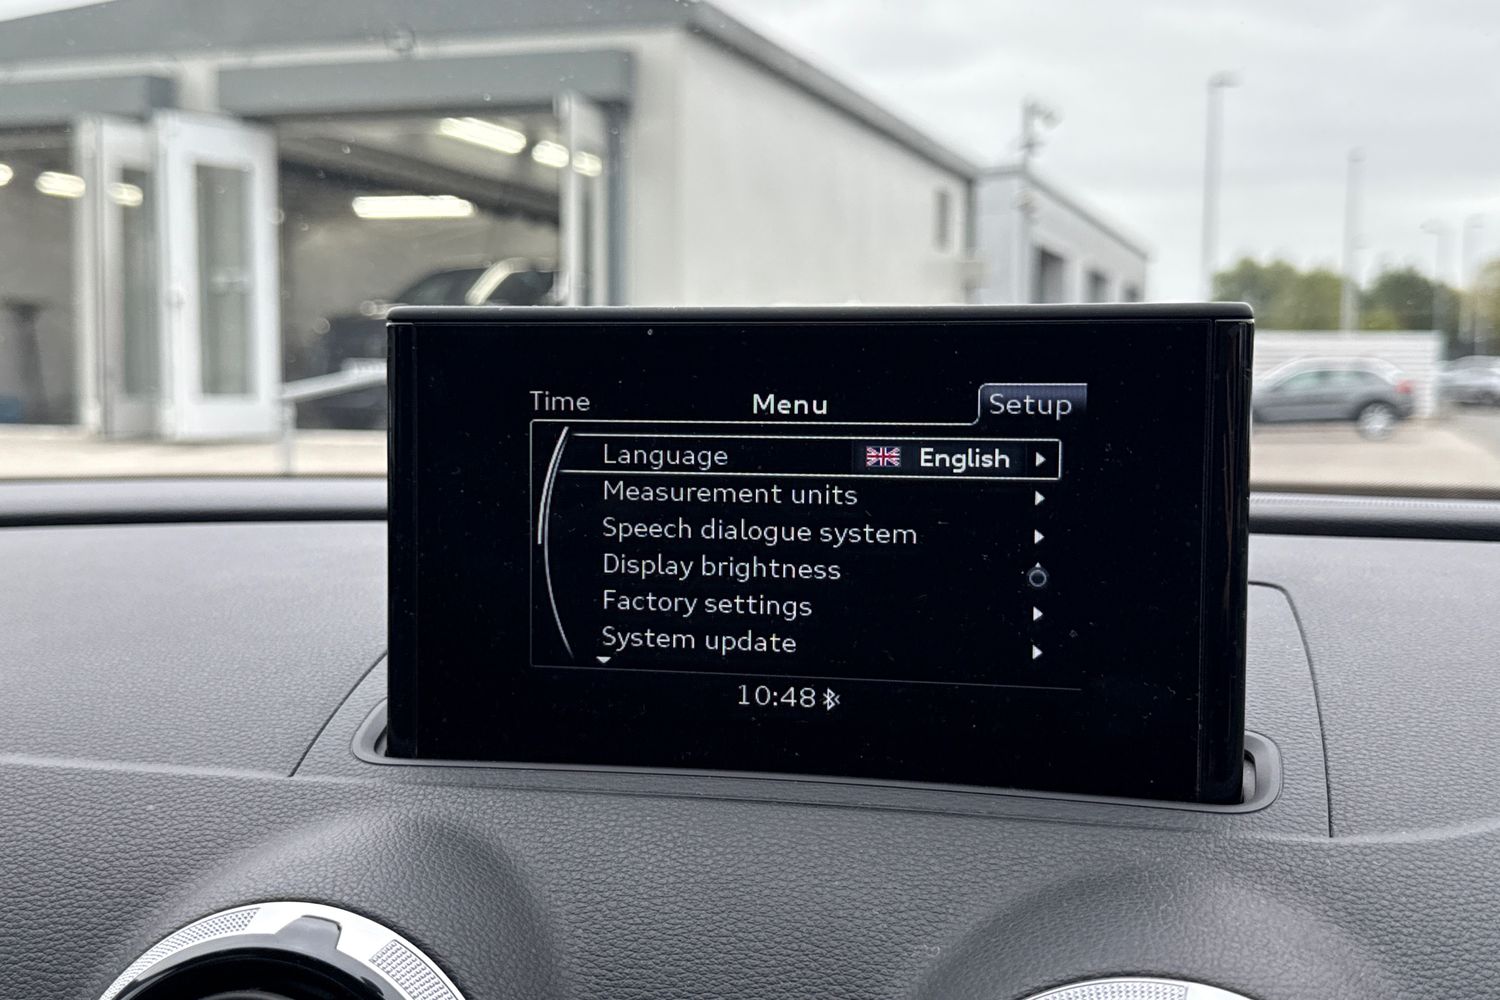 Time Menu Setup
Language English
Measurement units
Speech dialogue system
Display brightness
Factory settings
System update
10:48